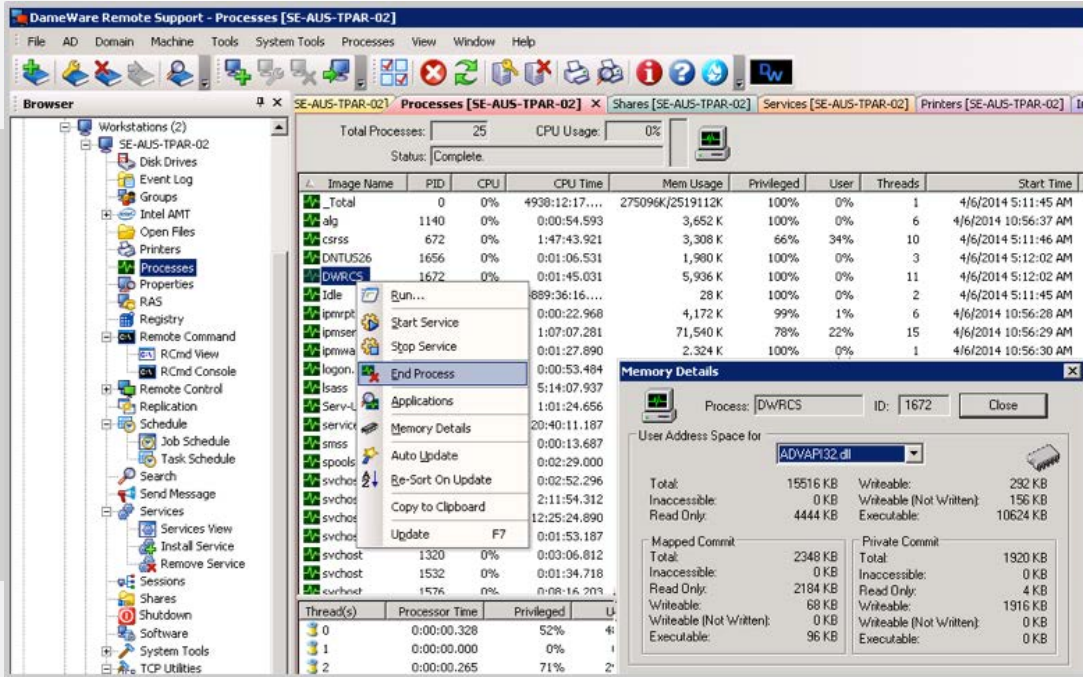 DameWare Remote Support - Processes [SE-AUS-TPAR-02]
File AD Domain Machine Tools System Tools Processes View Window Help
Browser
Workstations (2)
SE-AUS-TPAR-02
Disk Drives
Event Log
Groups
Intel AMT
Open Files
Printers
Processes
Properties
RAS
Registry
Remote Command
RCmd View
RCmd Console
Remote Control
Replication
Schedule
Job Schedule
Task Schedule
Search
Send Message
Services
Services View
Install Service
Remove Service
Sessions
Shares
Shutdown
Software
System Tools
TCP Utilities
SE-AUS-TPAR-02] Processes [SE-AUS-TPAR-02] Shares [SE-AUS-TPAR-02] Services [SE-AUS-TPAR-02] Printers [SE-AUS-TPAR-02]
Total Processes: 25 CPU Usage: 0%
Status: Complete.
Image Name PID CPU CPU Time Mem Usage Privileged User Threads Start Time
_Total 0 0% 4938:12:17.... 275096K/2519112K 100% 0% 1 4/6/2014 5:11:45 AM
alg 1140 0% 0:00:54.593 3,652 K 100% 0% 6 4/6/2014 10:56:37 AM
csrss 672 0% 1:47:43.921 3,308 K 66% 34% 10 4/6/2014 5:11:46 AM
DNTUS26 1656 0% 0:01:06.531 1,980 K 100% 0% 3 4/6/2014 5:12:02 AM
DWRCS 1672 0% 0:01:45.031 5,936 K 100% 0% 11 4/6/2014 5:12:02 AM
Idle 889:36:16.... 28 K 100% 0% 2 4/6/2014 5:11:45 AM
ipmrpt 0:00:22.968 4,172 K 99% 1% 6 4/6/2014 10:56:28 AM
ipmser 1:07:07.281 71,540 K 78% 22% 15 4/6/2014 10:56:29 AM
ipmwa 0:01:27.890 2,324 K 100% 0% 1 4/6/2014 10:56:30 AM
logon. 0:00:53.484
lsass 5:14:07.937
Serv-U 1:01:24.656
service 20:40:11.187
smss 0:00:13.687
spools 0:02:29.000
svchos 0:02:52.296
svchos 2:11:54.312
svchos 12:25:24.890
svchos 0:01:53.187
svchost 1320 0% 0:03:06.812
svchost 1532 0% 0:01:34.718
svchost 1576 0% 0:08:16.203
Run...
Start Service
Stop Service
End Process
Applications
Memory Details
Auto Update
Re-Sort On Update
Copy to Clipboard
Update F7
Thread(s) Processor Time Privileged
0 0:00:00.328 52%
1 0:00:00.000 0%
2 0:00:00.265 71%
Memory Details
Process: DWRCS ID: 1672 Close
User Address Space for
ADVAPI32.dll
Total: 15516 KB Writeable: 292 KB
Inaccessible: 0 KB Writeable (Not Written): 156 KB
Read Only: 4444 KB Executable: 10624 KB
Mapped Commit Private Commit
Total: 2348 KB Total: 1920 KB
Inaccessible: 0 KB Inaccessible: 0 KB
Read Only: 2184 KB Read Only: 4 KB
Writeable: 68 KB Writeable: 1916 KB
Writeable (Not Written): 0 KB Writeable (Not Written): 0 KB
Executable: 96 KB Executable: 0 KB